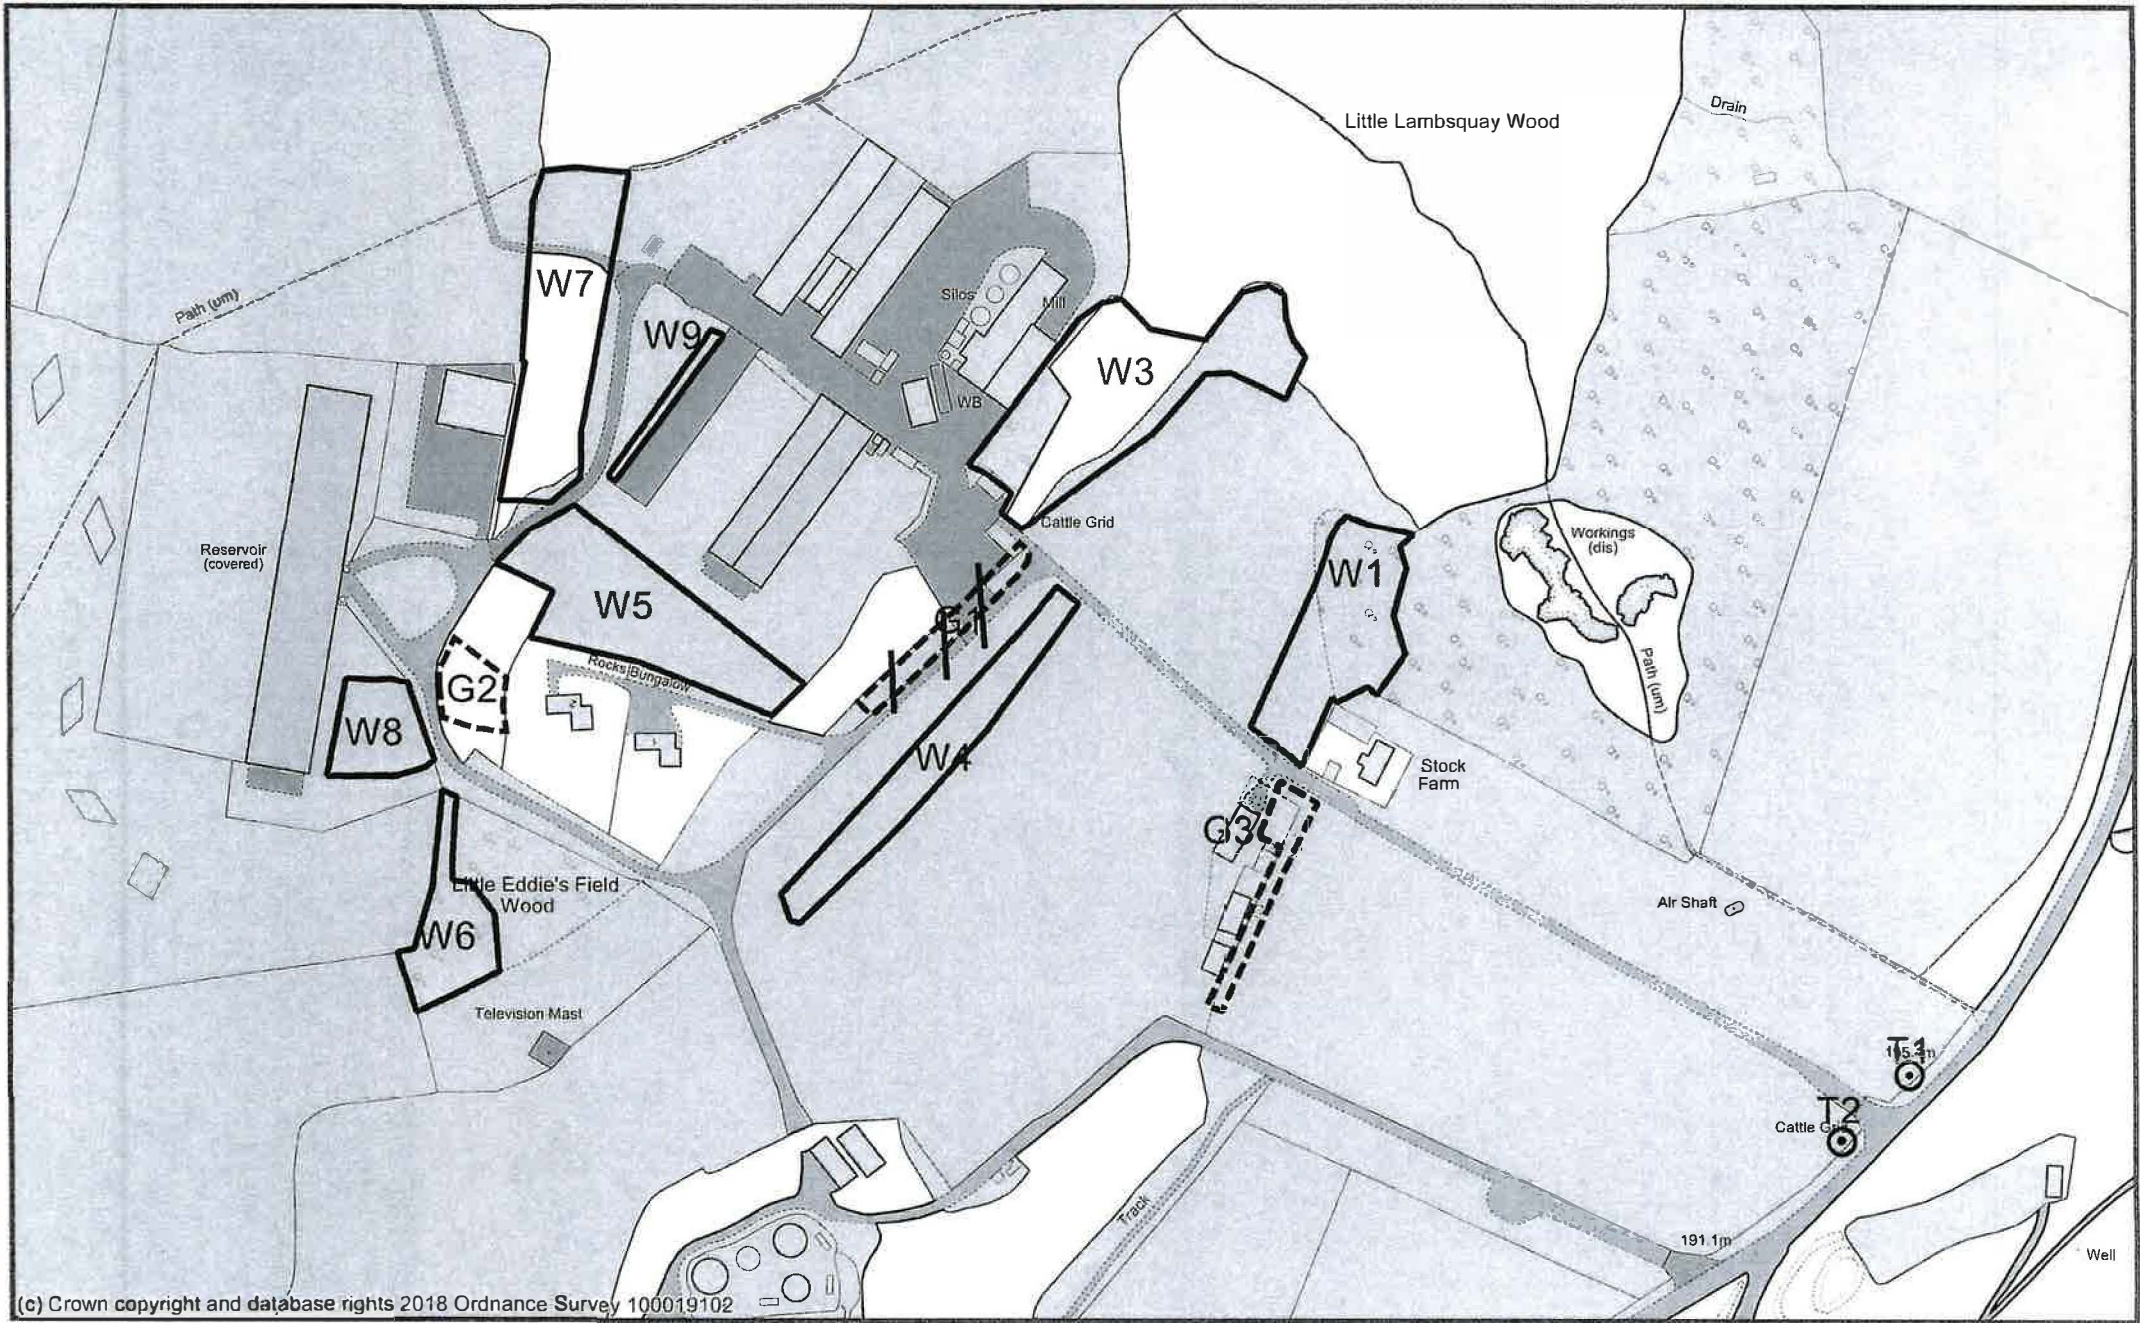 Little Lambsquay Wood
Drain
Path (um)
W7
Silos
Mill
W9
W3
WB
Cattle Grid
Workings
(dis)
W1
Reservoir
(covered)
W5
Path (um)
Rocks Bungalow
G2
W8
W4
Stock
Farm
G3
Little Eddie's Field
Wood
W6
Air Shaft
Television Mast
T1
T2
Cattle Grid
Track
191.1m
Well
(c) Crown copyright and database rights 2018 Ordnance Survey 100019102